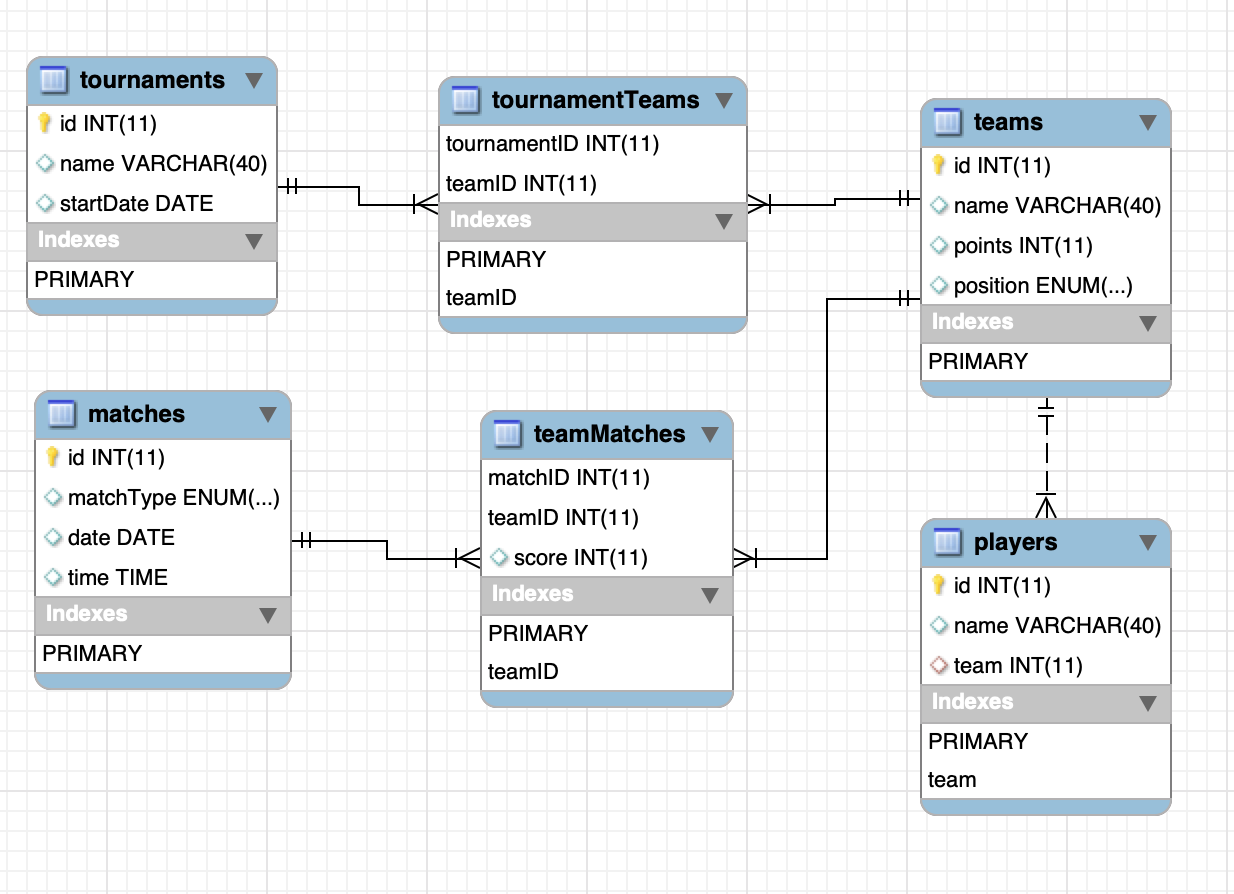 tournaments
id INT(11)
name VARCHAR(40)
startDate DATE
Indexes
PRIMARY
tournamentTeams
tournamentID INT(11)
teamID INT(11)
Indexes
PRIMARY
teamID
teams
id INT(11)
name VARCHAR(40)
points INT(11)
position ENUM(...)
Indexes
PRIMARY
matches
id INT(11)
matchType ENUM(...)
date DATE
time TIME
Indexes
PRIMARY
teamMatches
matchID INT(11)
teamID INT(11)
score INT(11)
Indexes
PRIMARY
teamID
players
id INT(11)
name VARCHAR(40)
team INT(11)
Indexes
PRIMARY
team